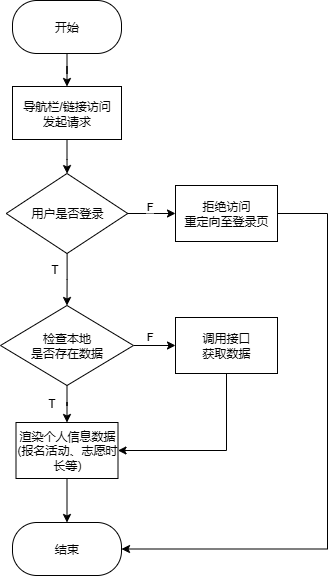 开始
导航栏/链接访问
发起请求
用户是否登录
F
拒绝访问
重定向至登录页
T
检查本地
是否存在数据
F
调用接口
获取数据
T
渲染个人信息数据
(报名活动、志愿时
长等)
结束